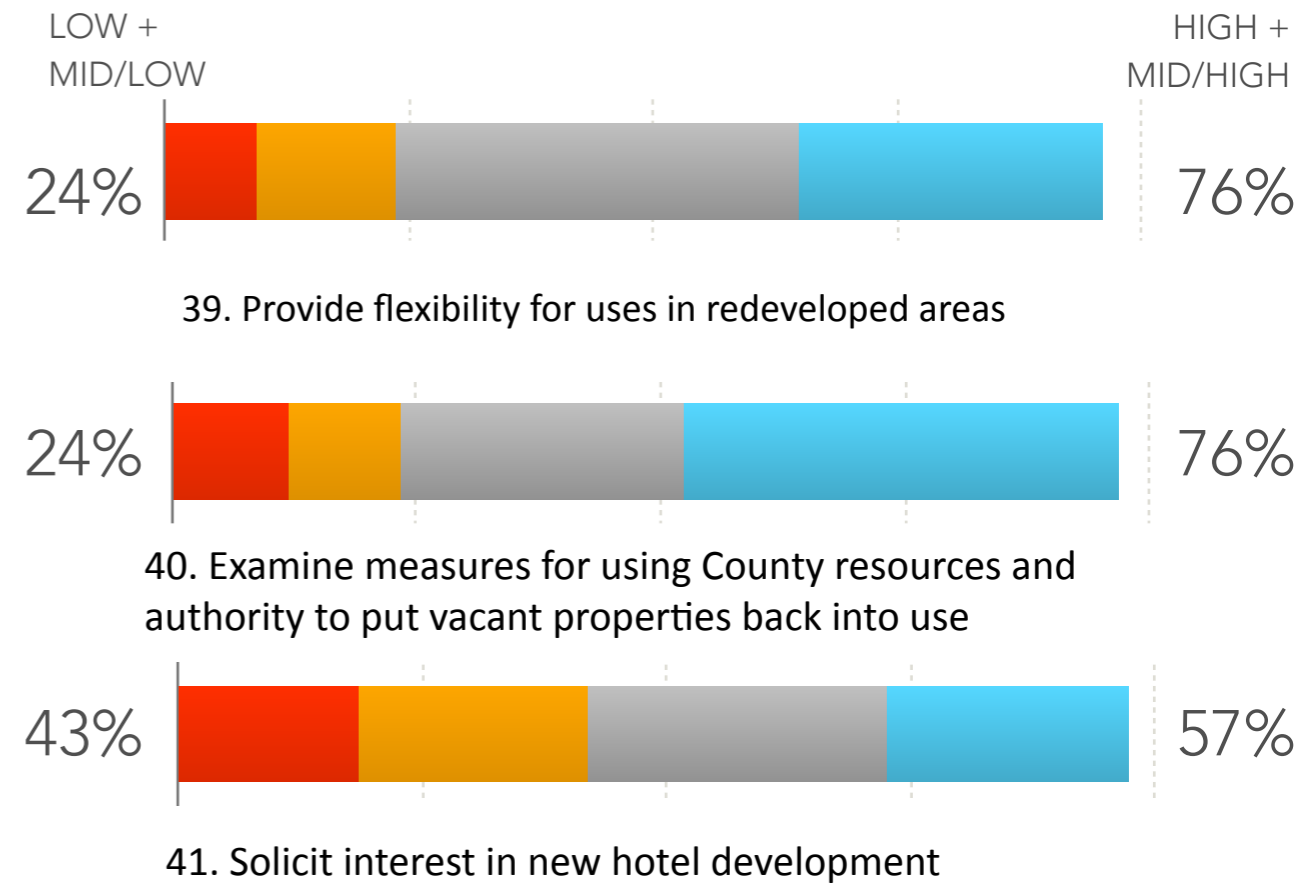 LOW +
MID/LOW
HIGH +
MID/HIGH
24%
76%
39. Provide flexibility for uses in redeveloped areas
24%
76%
40. Examine measures for using County resources and
authority to put vacant properties back into use
43%
57%
41. Solicit interest in new hotel development